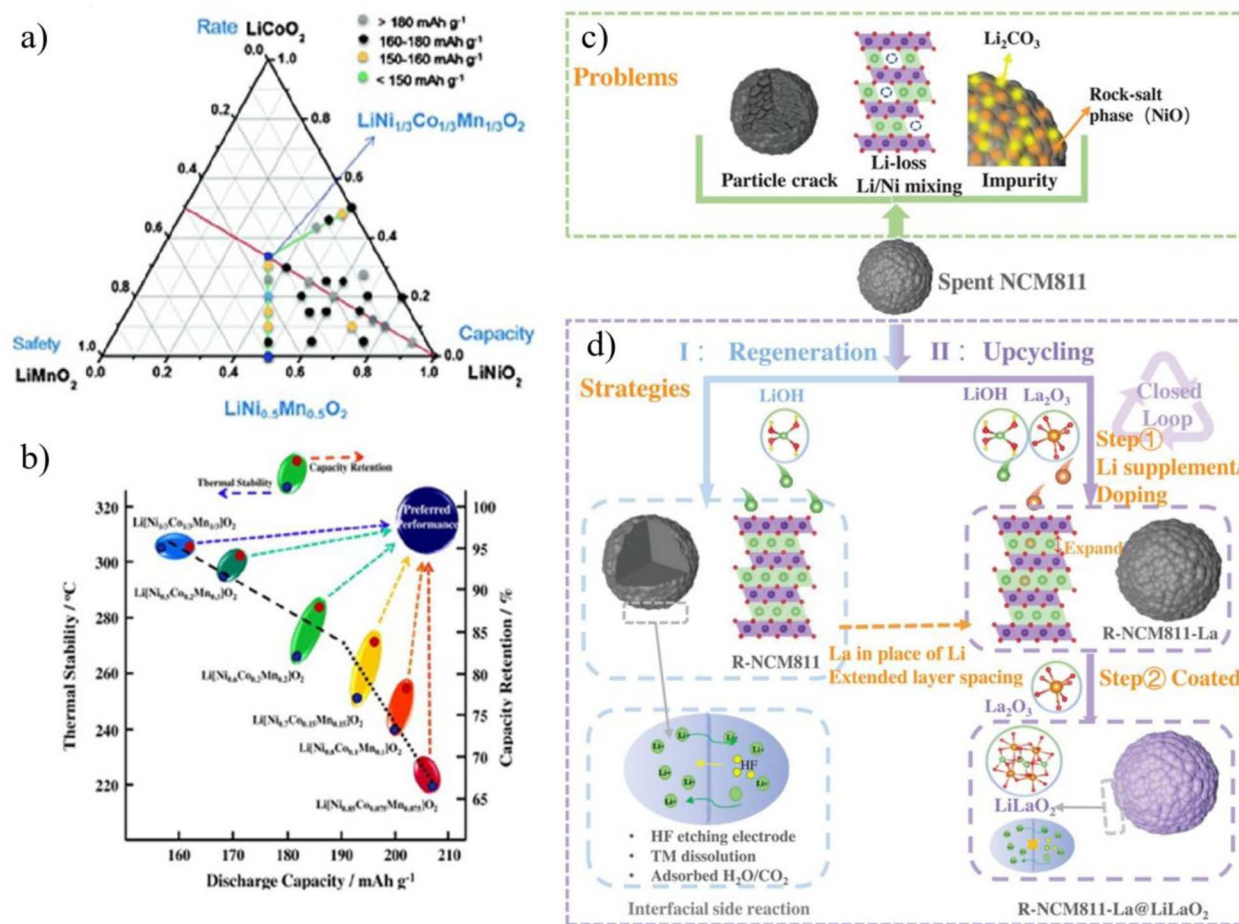 a)
Rate LiCoO₂
0.0
1.0
> 180 mAh g⁻¹
160-180 mAh g⁻¹
150-160 mAh g⁻¹
< 150 mAh g⁻¹
LiNi1/3Co1/3Mn1/3O₂
0.2
0.8
0.4
0.6
0.6
0.4
0.8
0.2
Safety
1.0
Capacity
0.0
LiMnO₂
0.0
0.2
0.4
0.6
0.8
1.0
LiNiO₂
LiNi0.5Mn0.5O₂
b)
Capacity Retention
Thermal Stability
Preferred
Performance
Thermal Stability / °C
320
300
280
260
240
220
Li[Ni1/3Co1/3Mn1/3]O₂
Li[Ni0.5Co0.2Mn0.3]O₂
Li[Ni0.6Co0.2Mn0.2]O₂
Li[Ni0.7Co0.15Mn0.15]O₂
Li[Ni0.8Co0.1Mn0.1]O₂
Li[Ni0.85Co0.075Mn0.075]O₂
100
95
90
85
80
75
70
65
Capacity Retention / %
160 170 180 190 200 210
Discharge Capacity / mAh g⁻¹
c)
Problems
Particle crack
Li-loss
Li/Ni mixing
Li₂CO₃
Rock-salt
phase（NiO）
Impurity
Spent NCM811
d)
I： Regeneration
II： Upcycling
Strategies
LiOH
LiOH La₂O₃
Closed
Loop
Step①
Li supplement/
Doping
R-NCM811
Expand
R-NCM811-La
La in place of Li
Extended layer spacing
La₂O₃
Step② Coated
Li+
Li+
Li+
Li+
Li+
Li+
Li+
Li+
HF
• HF etching electrode
• TM dissolution
• Adsorbed H₂O/CO₂
Interfacial side reaction
LiLaO₂
R-NCM811-La@LiLaO₂